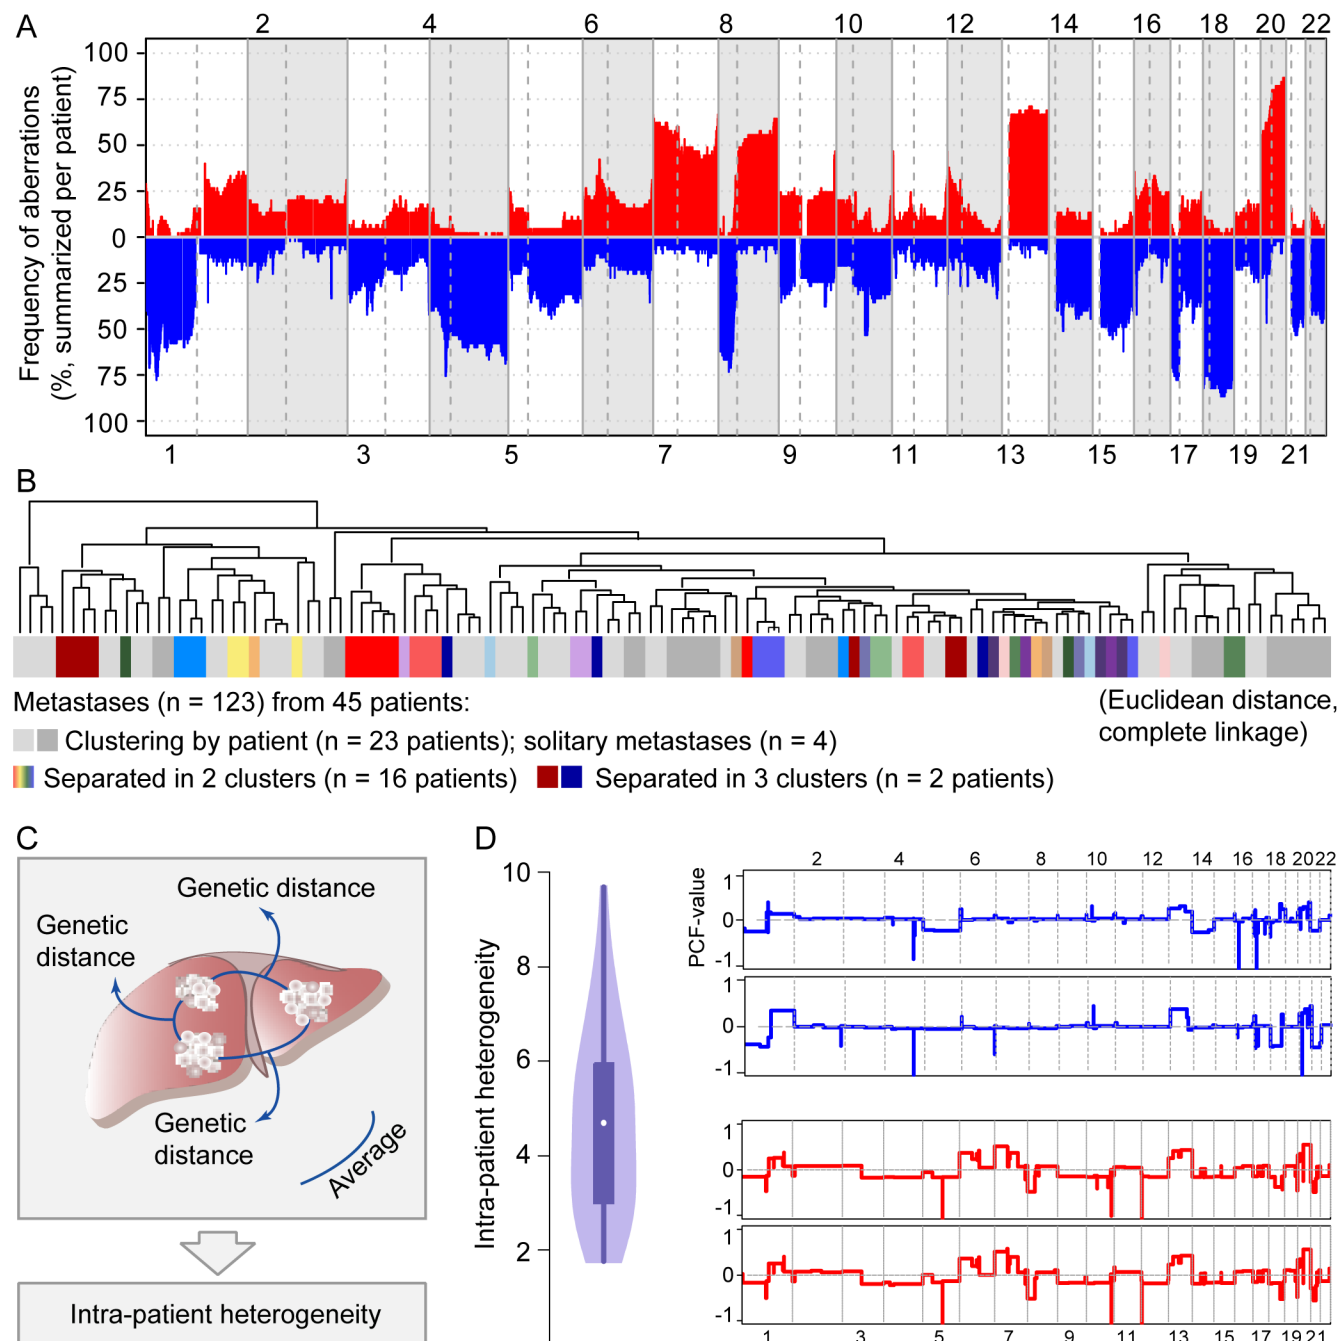 A
2 4 6 8 10 12 14 16 18 20 22
Frequency of aberrations
(%, summarized per patient)
100
75
50
25
0
25
50
75
100
1 3 5 7 9 11 13 15 17 19 21
B
Metastases (n = 123) from 45 patients:
(Euclidean distance,
complete linkage)
Clustering by patient (n = 23 patients); solitary metastases (n = 4)
Separated in 2 clusters (n = 16 patients)
Separated in 3 clusters (n = 2 patients)
C
Genetic distance
Genetic
distance
Genetic
distance
Average
Intra-patient heterogeneity
D
Intra-patient heterogeneity
10
8
6
4
2
2 4 6 8 10 12 14 16 18 20 22
PCF-value
1
0
-1
1
0
-1
1
0
-1
1
0
-1
1 3 5 7 9 11 13 15 17 19 21